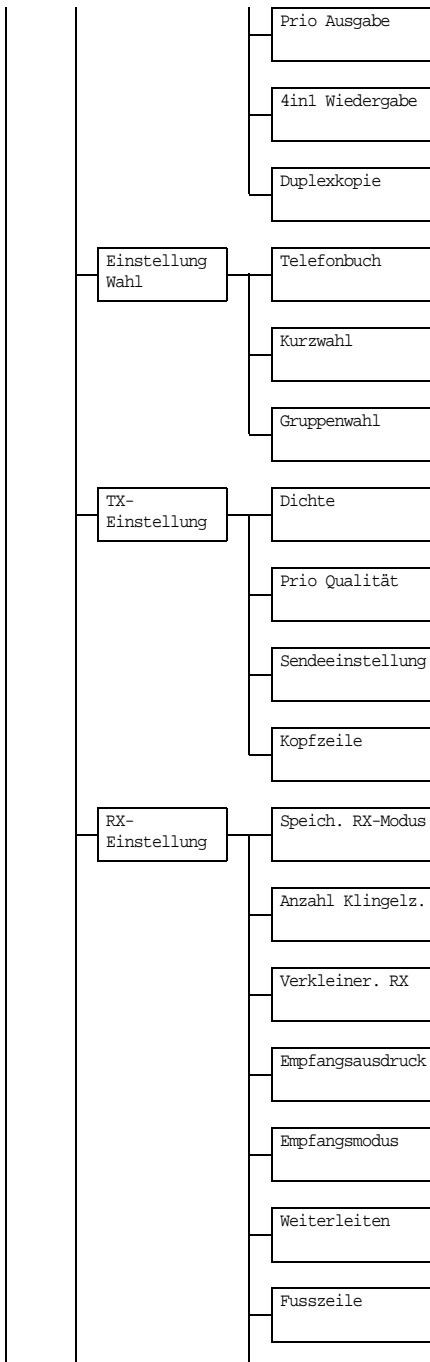 Prio Ausgabe
4in1 Wiedergabe
Duplexkopie
Einstellung
Wahl
Telefonbuch
Kurzwahl
Gruppenwahl
TX-
Einstellung
Dichte
Prio Qualität
Sendeeinstellung
Kopfzeile
RX-
Einstellung
Speich. RX-Modus
Anzahl Klingelz.
Verkleiner. RX
Empfangsausdruck
Empfangsmodus
Weiterleiten
Fusszeile